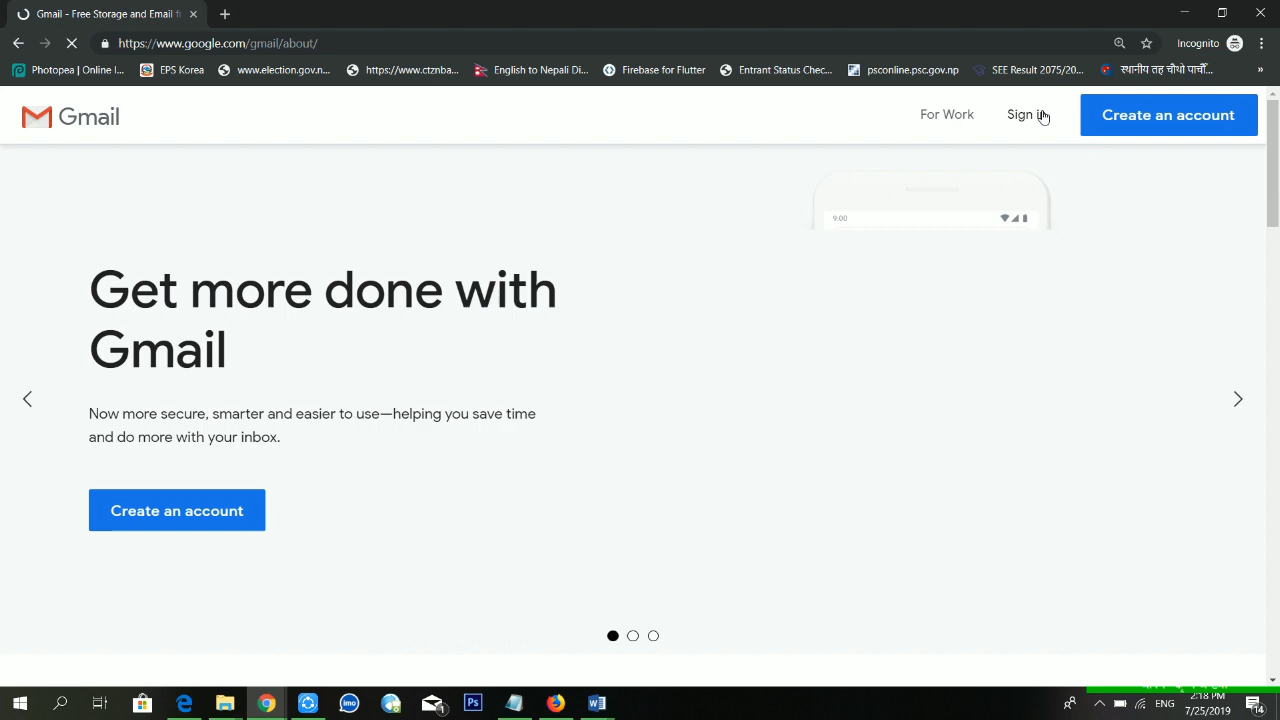 Gmail - Free Storage and Email f
https://www.google.com/gmail/about/
Incognito
Photopea | Online I...
EPS Korea
www.election.gov.n...
https://www.ctznba...
English to Nepali Di...
Firebase for Flutter
Entrant Status Chec...
psconline.psc.gov.np
SEE Result 2075/20...
स्थानीय तह चौथो पार्चौ...
»
Gmail
For Work
Sign i
Create an account
9:00
Get more done with
Gmail
Now more secure, smarter and easier to use—helping you save time
and do more with your inbox.
Create an account
imo
1
Ps
ENG
2:18 PM
7/25/2019
14